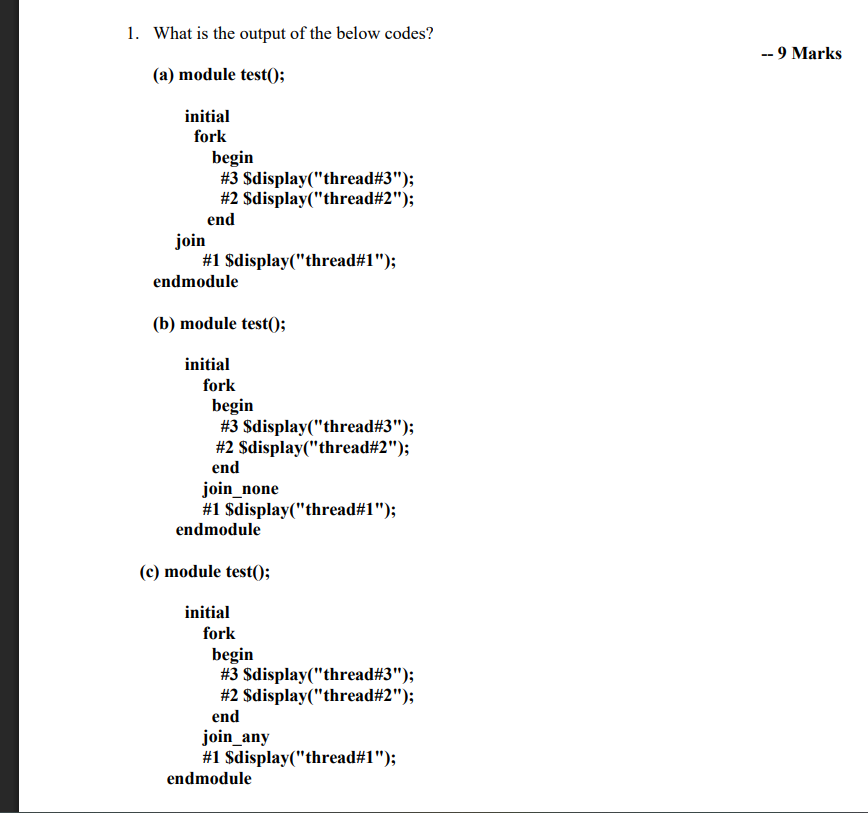 1. What is the output of the below codes?
-- 9 Marks
(a) module test();
initial
fork
begin
#3 $display("thread#3");
#2 $display("thread#2");
end
join
#1 $display("thread#1");
endmodule
(b) module test();
initial
fork
begin
#3 $display("thread#3");
#2 $display("thread#2");
end
join_none
#1 $display("thread#1");
endmodule
(c) module test();
initial
fork
begin
#3 $display("thread#3");
#2 $display("thread#2");
end
join_any
#1 $display("thread#1");
endmodule